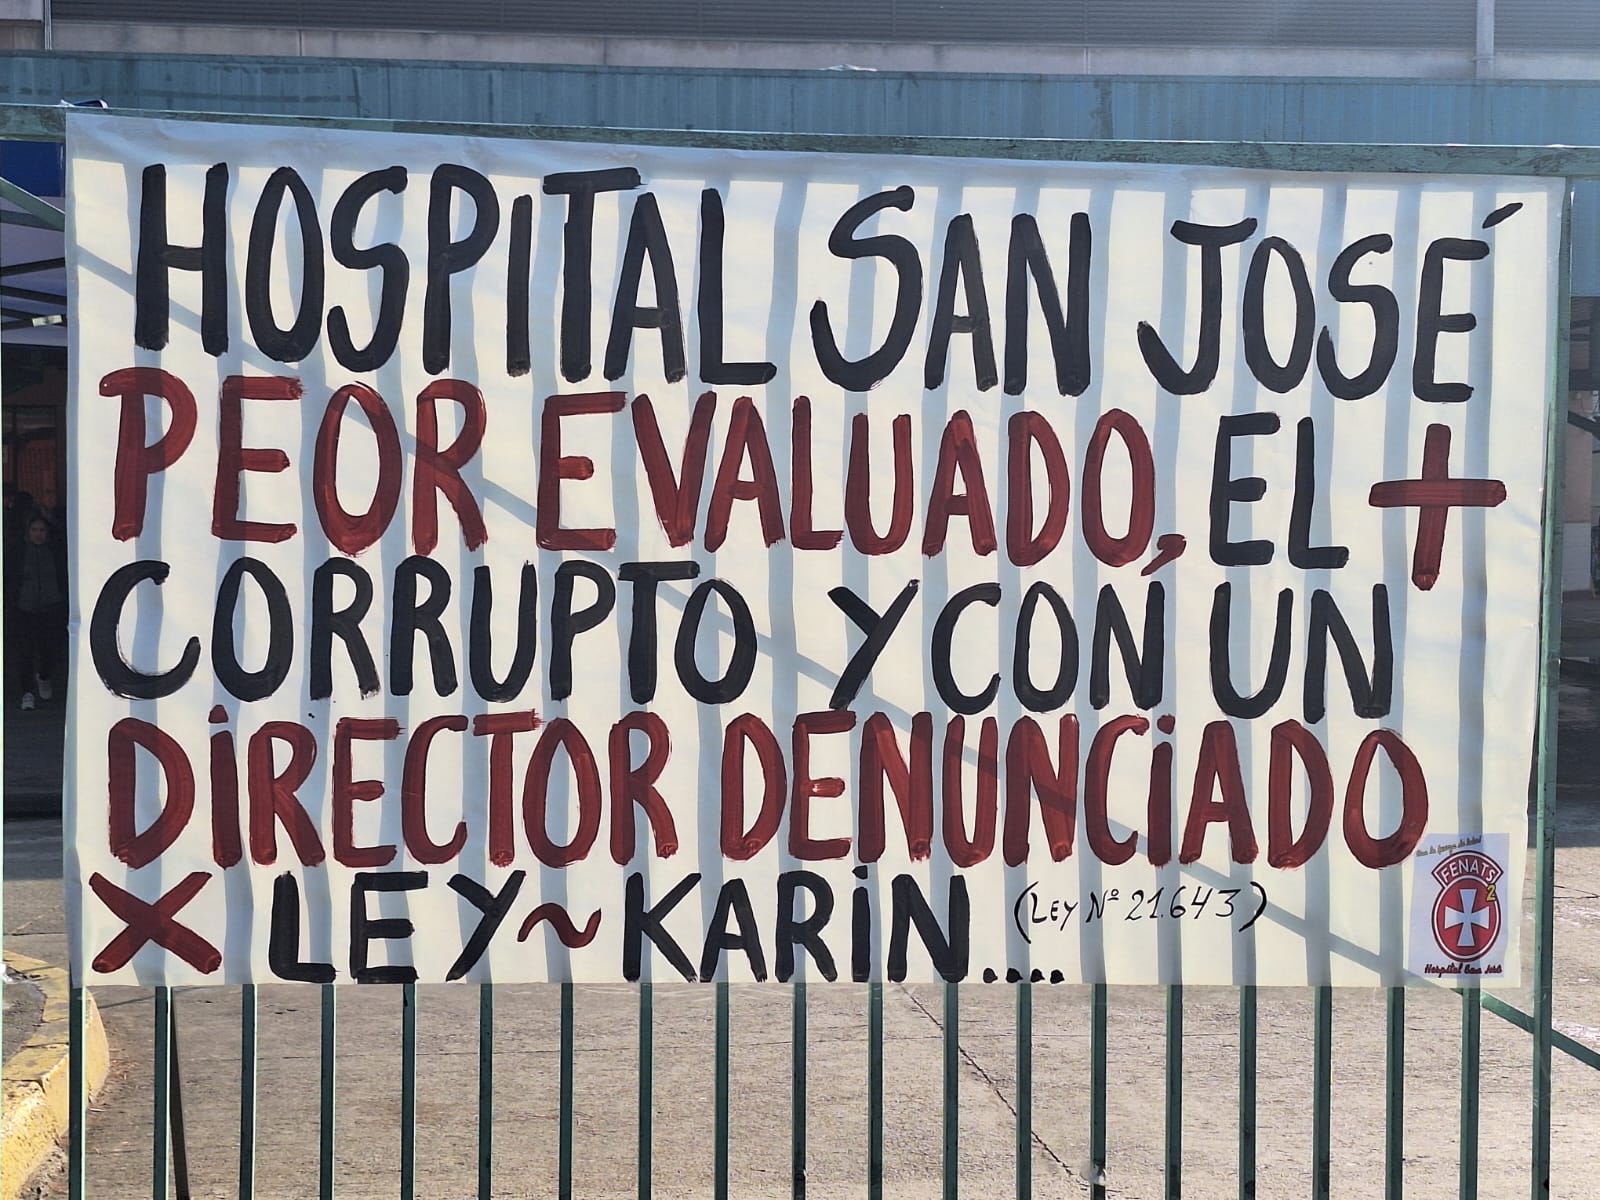 HOSPITAL SAN JOSÉ
PEOR EVALUADO, EL +
CORRUPTO Y CON UN
DiRECTOR DENUNCiADO
X LEY~KARiN.... (LEY Nº 21.643)
FENATS
2
Hospital San José